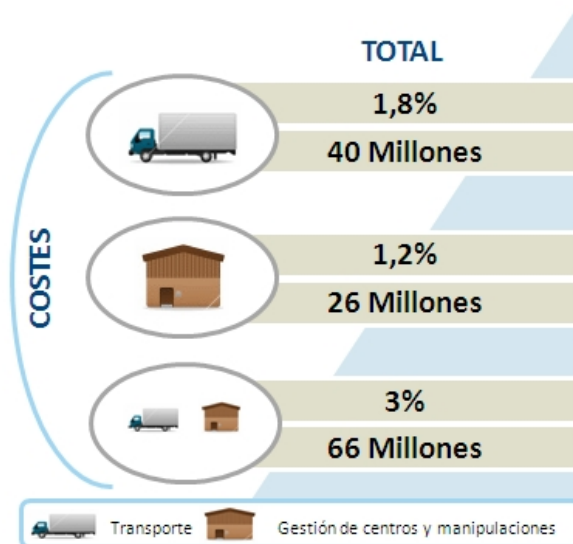 TOTAL
1,8%
40 Millones
COSTES
1,2%
26 Millones
3%
66 Millones
Transporte
Gestión de centros y manipulaciones